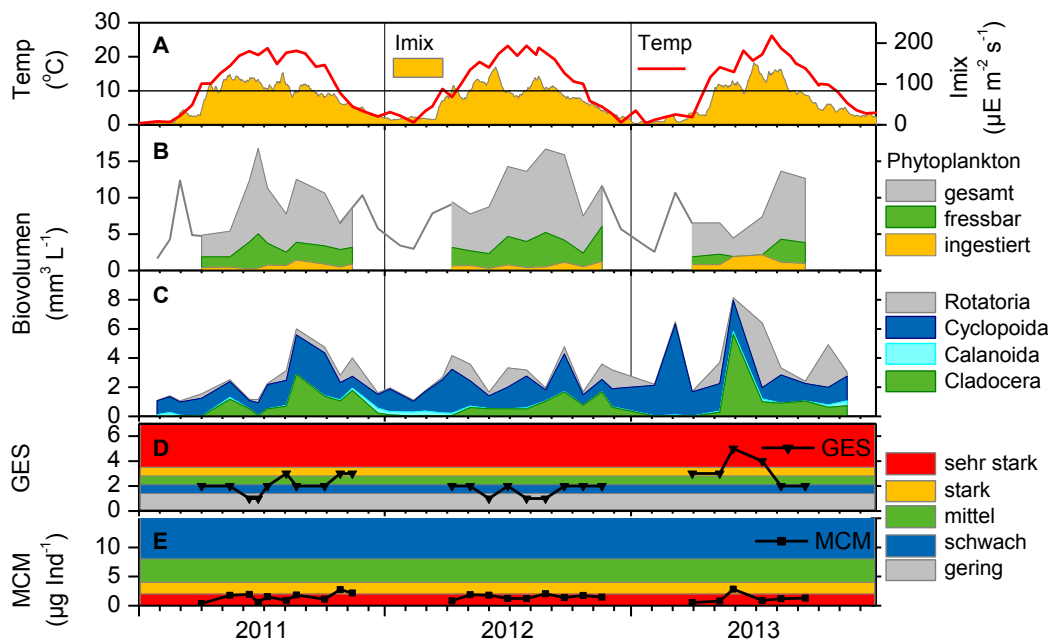 A
Temp
(°C)
30
20
10
0
Imix
Temp
200
100
0
Imix
(µE m-2 s-1)
B
15
10
5
0
Biovolumen
(mm3 L-1)
Phytoplankton
gesamt
fressbar
ingestiert
C
8
6
4
2
0
Rotatoria
Cyclopoida
Calanoida
Cladocera
D
GES
6
4
2
0
GES
sehr stark
stark
mittel
schwach
gering
E
MCM
(µg Ind-1)
10
5
0
MCM
2011
2012
2013